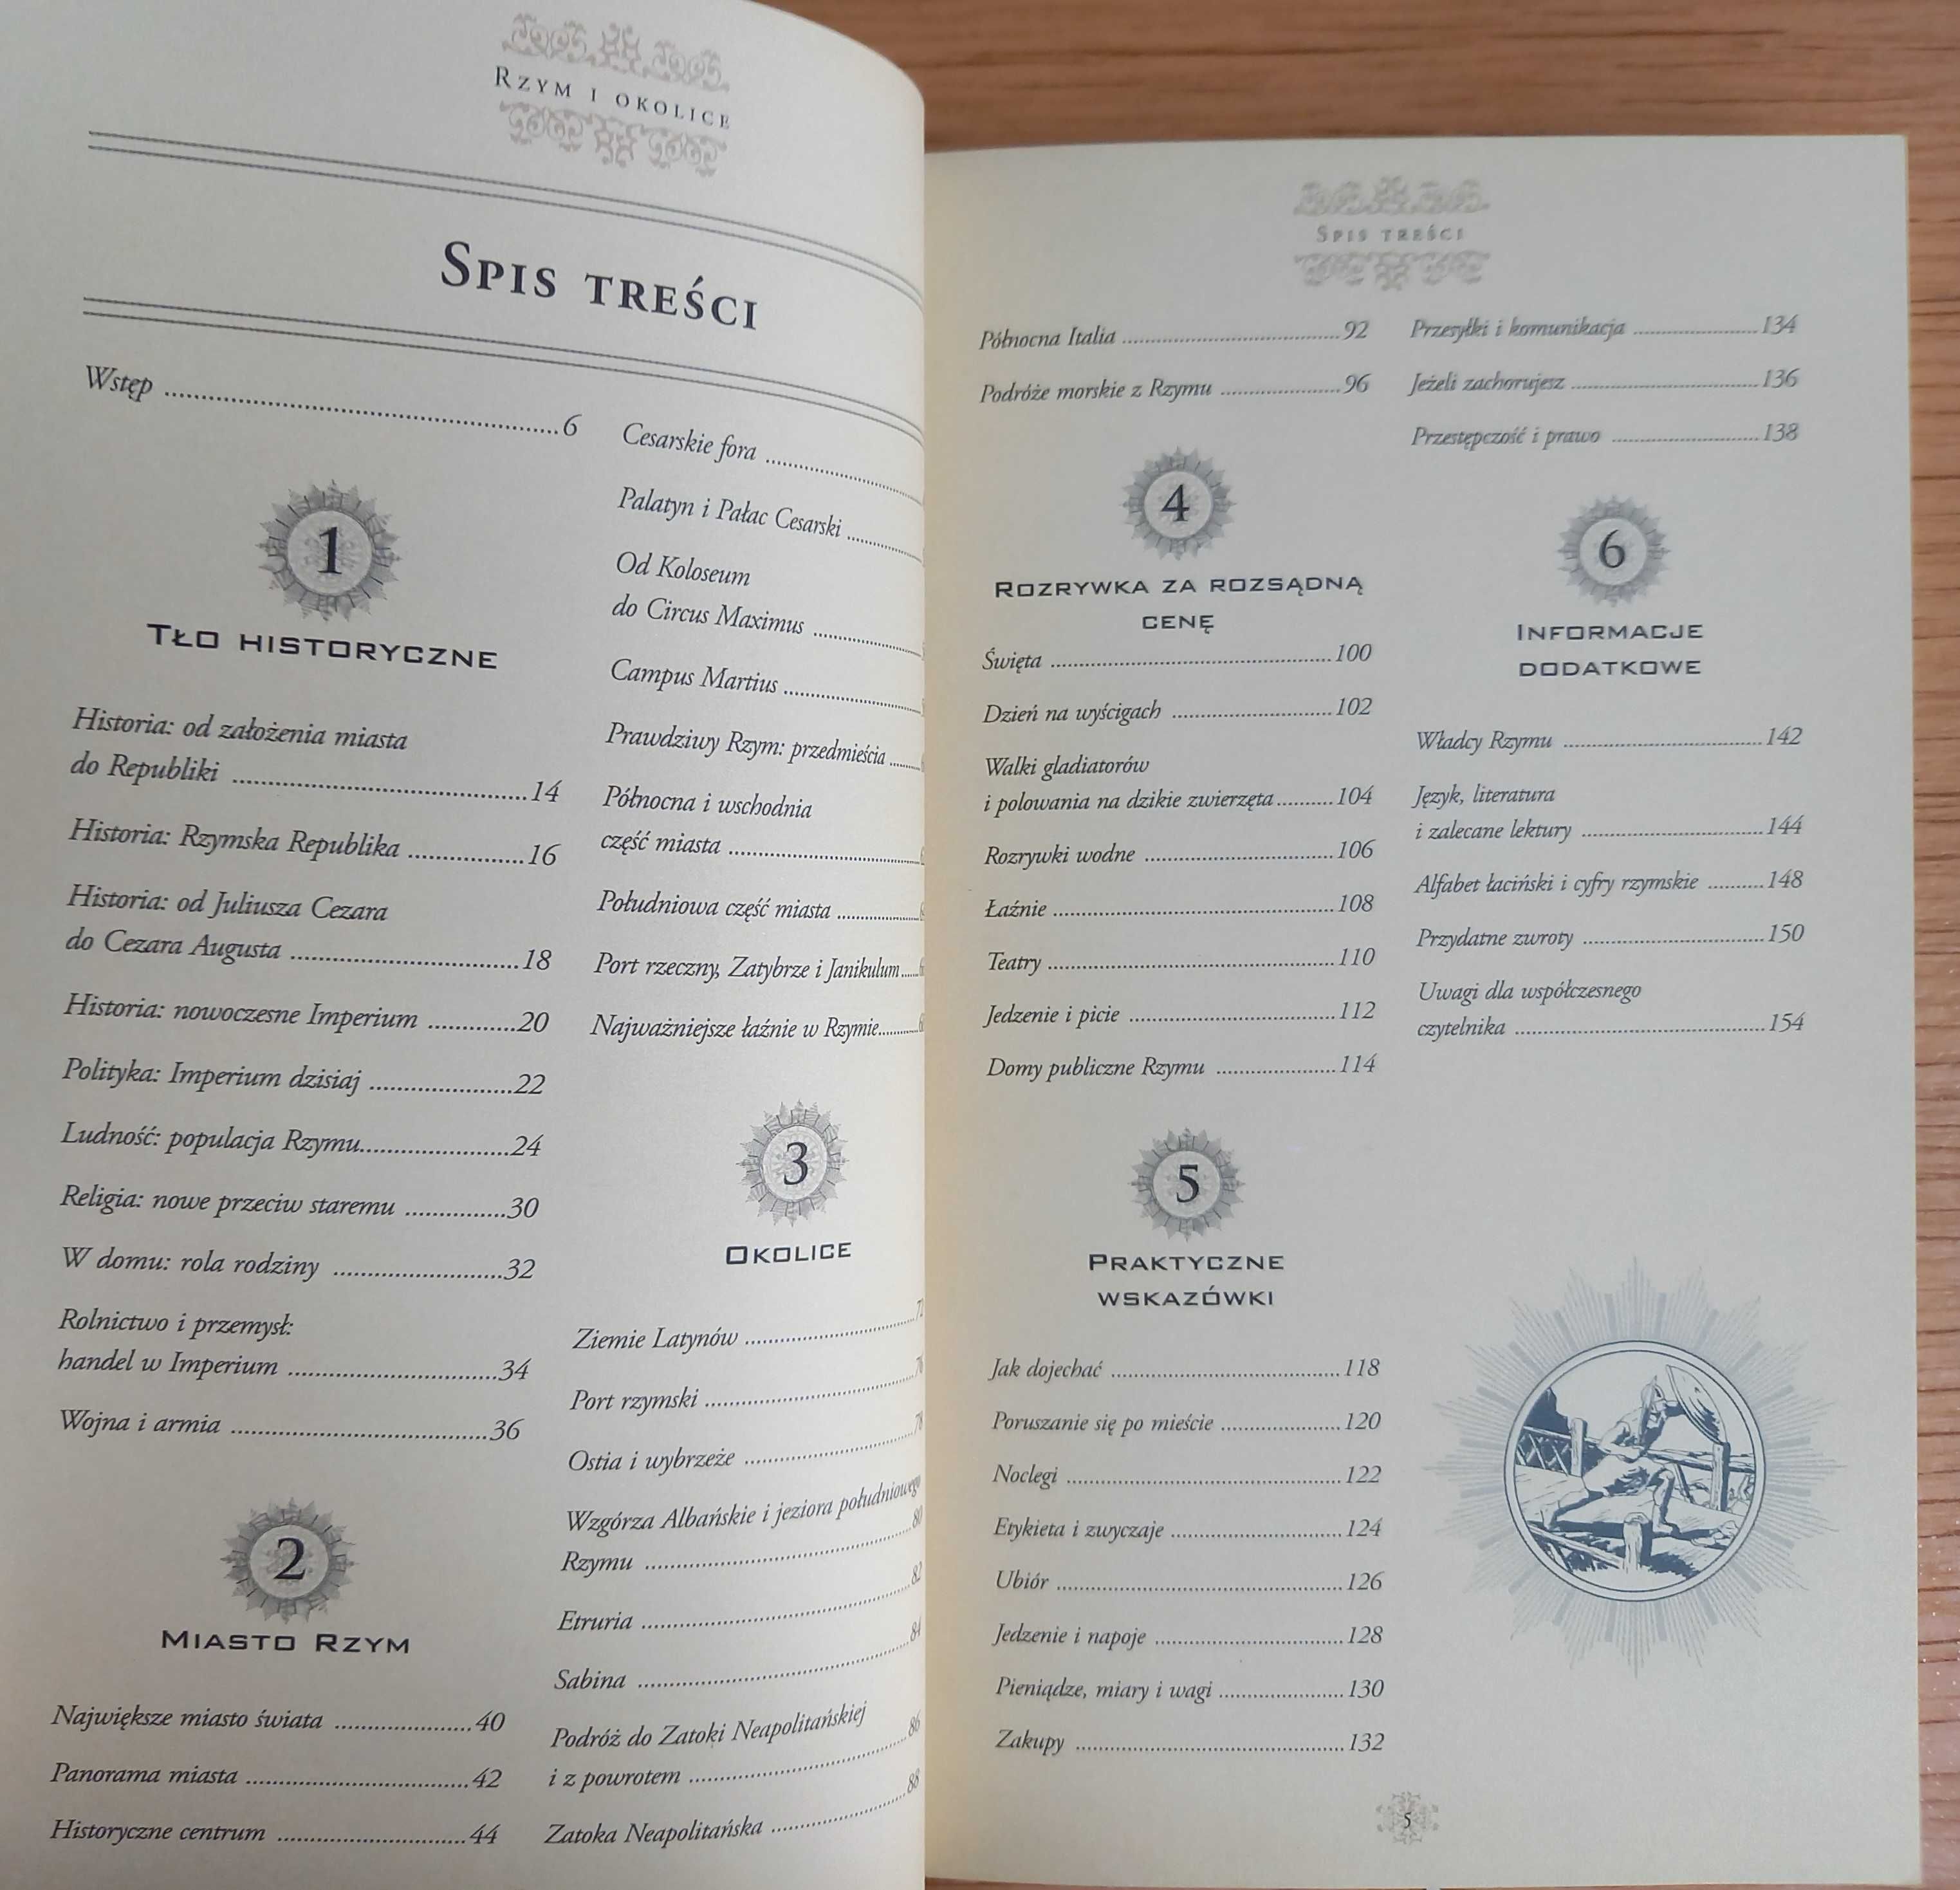 Rzym i okolice
Spis treści
Wstęp ..... 6
1
Tło historyczne
Historia: od założenia miasta
do Republiki ..... 14
Historia: Rzymska Republika ..... 16
Historia: od Juliusza Cezara
do Cezara Augusta ..... 18
Historia: nowoczesne Imperium ..... 20
Polityka: Imperium dzisiaj ..... 22
Ludność: populacja Rzymu ..... 24
Religia: nowe przeciw staremu ..... 30
W domu: rola rodziny ..... 32
Rolnictwo i przemysł:
handel w Imperium ..... 34
Wojna i armia ..... 36
2
Miasto Rzym
Największe miasto świata ..... 40
Panorama miasta ..... 42
Historyczne centrum ..... 44
Cesarskie fora .....
Palatyn i Pałac Cesarski .....
Od Koloseum
do Circus Maximus .....
Campus Martius .....
Prawdziwy Rzym: przedmieścia .....
Północna i wschodnia
część miasta .....
Południowa część miasta .....
Port rzeczny, Zatybrze i Janikulum .....
Najważniejsze łaźnie w Rzymie .....
3
Okolice
Ziemie Latynów .....
Port rzymski ..... 76
Ostia i wybrzeże ..... 78
Wzgórza Albańskie i jeziora południowego
Rzymu ..... 80
Etruria ..... 82
Sabina ..... 84
Podróż do Zatoki Neapolitańskiej
i z powrotem ..... 86
Zatoka Neapolitańska ..... 88
Spis treści
Północna Italia ..... 92
Podróże morskie z Rzymu ..... 96
4
Rozrywka za rozsądną
cenę
Święta ..... 100
Dzień na wyścigach ..... 102
Walki gladiatorów
i polowania na dzikie zwierzęta ..... 104
Rozrywki wodne ..... 106
Łaźnie ..... 108
Teatry ..... 110
Jedzenie i picie ..... 112
Domy publiczne Rzymu ..... 114
5
Praktyczne
wskazówki
Jak dojechać ..... 118
Poruszanie się po mieście ..... 120
Noclegi ..... 122
Etykieta i zwyczaje ..... 124
Ubiór ..... 126
Jedzenie i napoje ..... 128
Pieniądze, miary i wagi ..... 130
Zakupy ..... 132
Przesyłki i komunikacja ..... 134
Jeżeli zachorujesz ..... 136
Przestępczość i prawo ..... 138
6
Informacje
dodatkowe
Władcy Rzymu ..... 142
Język, literatura
i zalecane lektury ..... 144
Alfabet łaciński i cyfry rzymskie ..... 148
Przydatne zwroty ..... 150
Uwagi dla współczesnego
czytelnika ..... 154
5